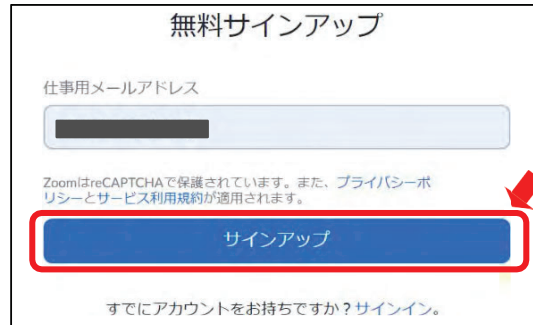 無料サインアップ
仕事用メールアドレス
ZoomはreCAPTCHAで保護されています。また、プライバシーポ
リシーとサービス利用規約が適用されます。
サインアップ
すでにアカウントをお持ちですか？サインイン。